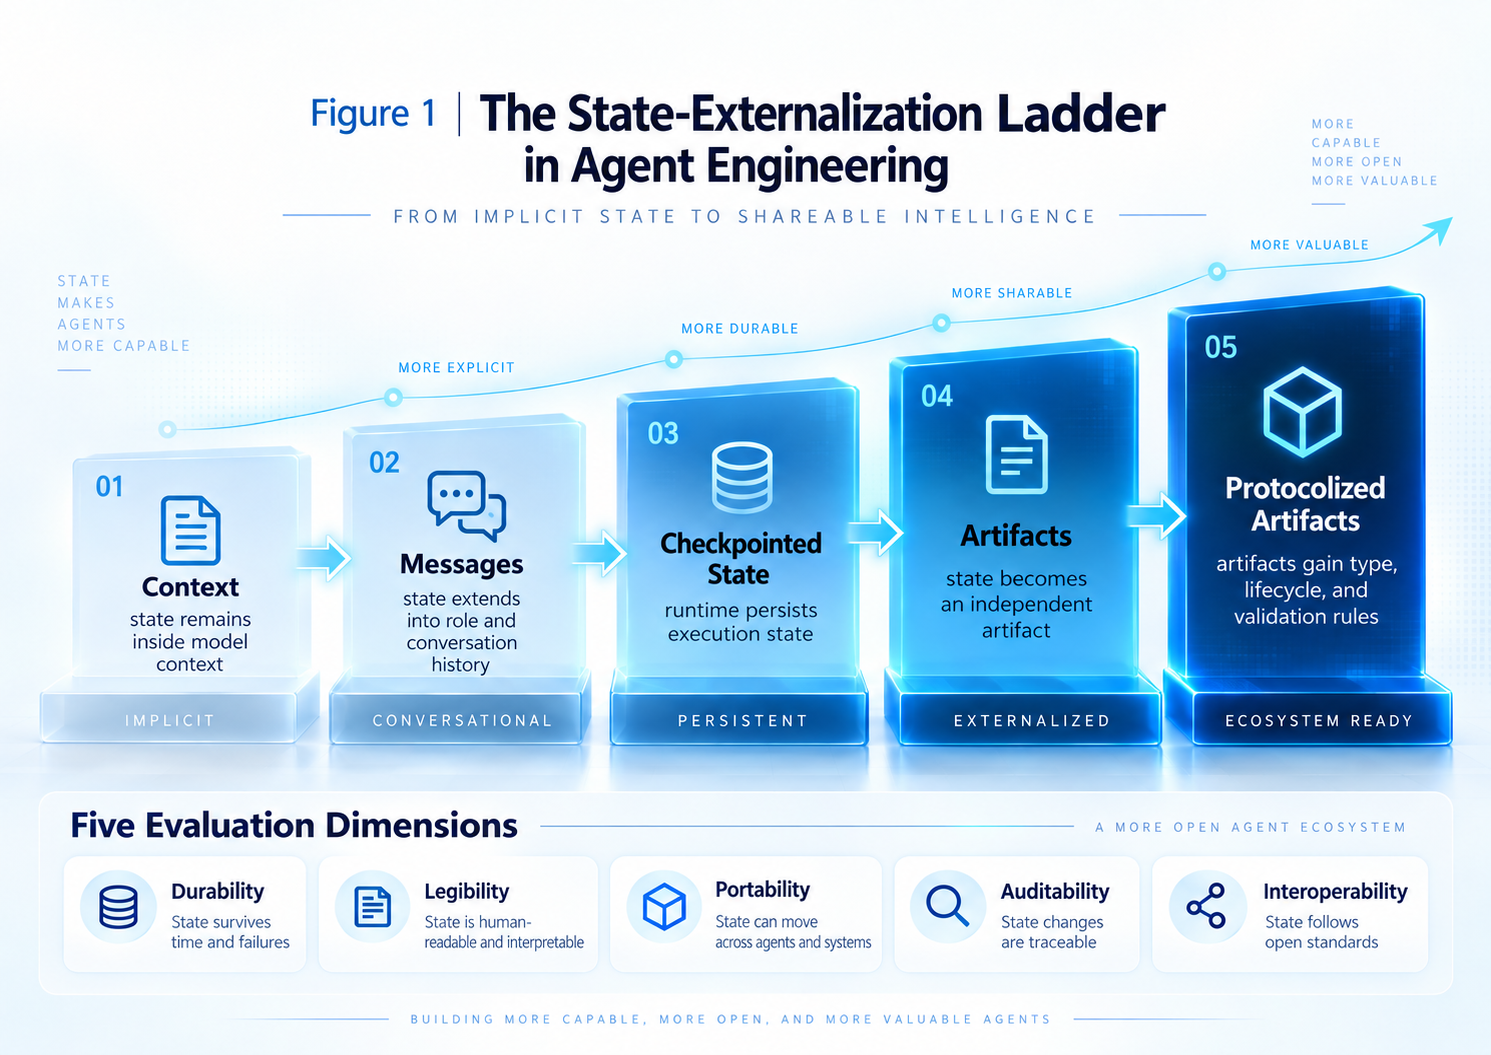 Figure 1 | The State-Externalization Ladder
in Agent Engineering
FROM IMPLICIT STATE TO SHAREABLE INTELLIGENCE
MORE
CAPABLE
MORE OPEN
MORE VALUABLE
STATE
MAKES
AGENTS
MORE CAPABLE
MORE EXPLICIT
MORE DURABLE
MORE SHARABLE
MORE VALUABLE
01
Context
state remains
inside model
context
IMPLICIT
02
Messages
state extends
into role and
conversation
history
CONVERSATIONAL
03
Checkpointed
State
runtime persists
execution state
PERSISTENT
04
Artifacts
state becomes
an independent
artifact
EXTERNALIZED
05
Protocolized
Artifacts
artifacts gain type,
lifecycle, and
validation rules
ECOSYSTEM READY
Five Evaluation Dimensions
A MORE OPEN AGENT ECOSYSTEM
Durability
State survives
time and failures
Legibility
State is human-
readable and interpretable
Portability
State can move
across agents and systems
Auditability
State changes
are traceable
Interoperability
State follows
open standards
BUILDING MORE CAPABLE, MORE OPEN, AND MORE VALUABLE AGENTS